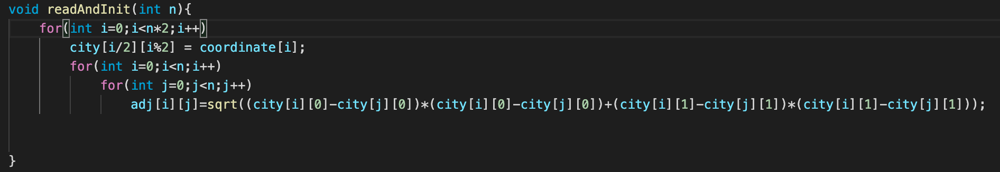 void readAndInit(int n){
    for(int i=0;i<n*2;i++)
        city[i/2][i%2] = coordinate[i];
        for(int i=0;i<n;i++)
            for(int j=0;j<n;j++)
                adj[i][j]=sqrt((city[i][0]-city[j][0])*(city[i][0]-city[j][0])+(city[i][1]-city[j][1])*(city[i][1]-city[j][1]));
}